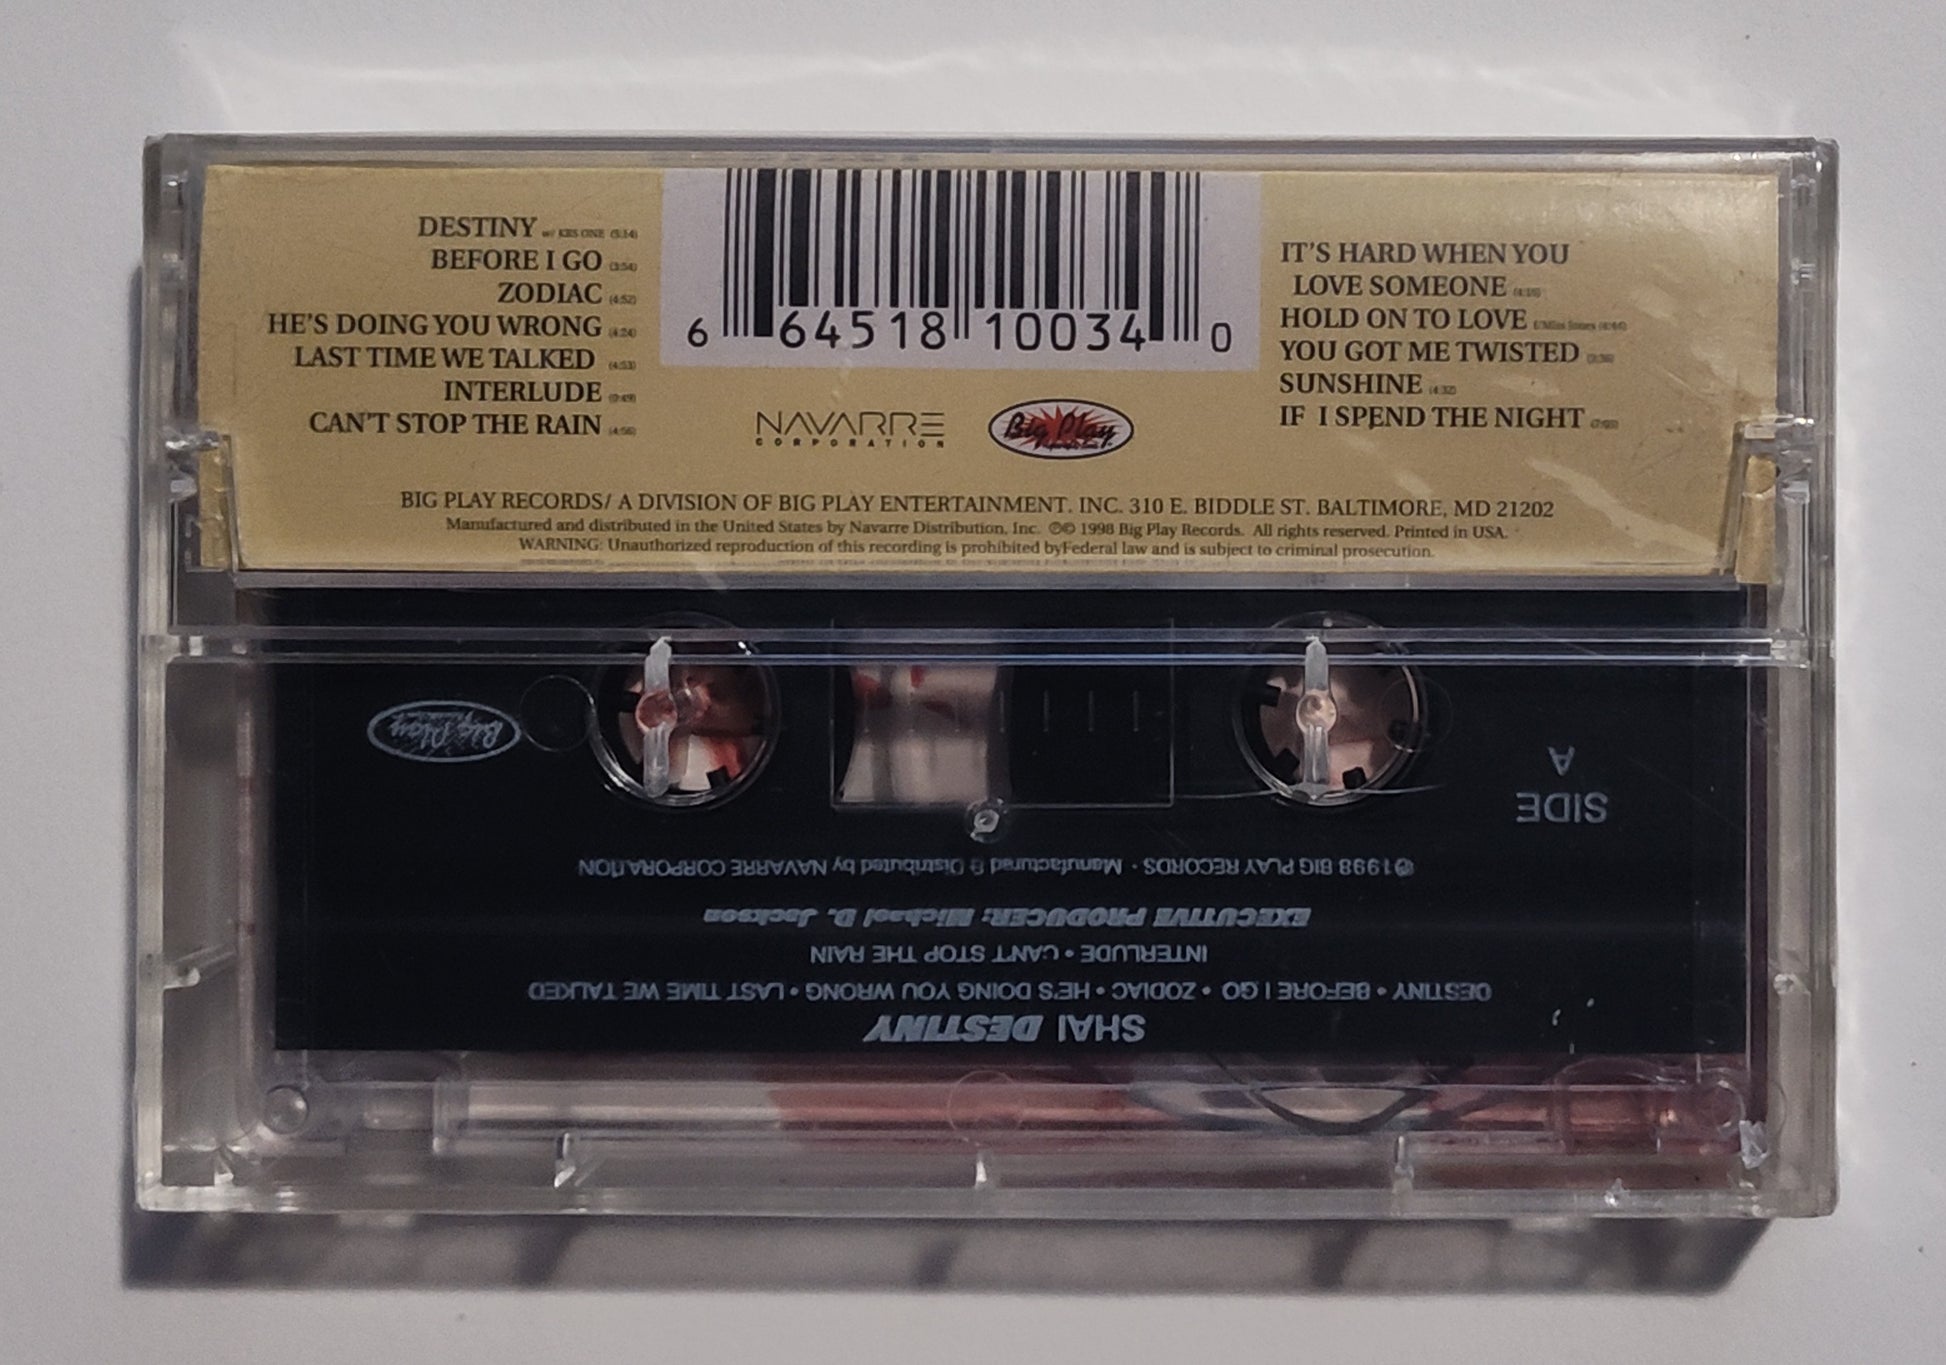 DESTINY w/ KRS ONE (5:14)
BEFORE I GO (3:54)
ZODIAC (4:52)
HE'S DOING YOU WRONG (4:24)
LAST TIME WE TALKED (4:53)
INTERLUDE (0:49)
CAN'T STOP THE RAIN (4:56)
6 64518 10034 0
NAVARRE
CORPORATION
Big Play
IT'S HARD WHEN YOU
LOVE SOMEONE
HOLD ON TO LOVE
YOU GOT ME TWISTED
SUNSHINE (4:32)
IF I SPEND THE NIGHT
BIG PLAY RECORDS/ A DIVISION OF BIG PLAY ENTERTAINMENT. INC. 310 E. BIDDLE ST. BALTIMORE, MD 21202
Manufactured and distributed in the United States by Navarre Distribution, Inc. ℗© 1998 Big Play Records. All rights reserved. Printed in USA.
WARNING: Unauthorized reproduction of this recording is prohibited byFederal law and is subject to criminal prosecution.
SHAI DESTINY
DESTINY • BEFORE I GO • ZODIAC • HE'S DOING YOU WRONG • LAST TIME WE TALKED
INTERLUDE • CAN'T STOP THE RAIN
EXECUTIVE PRODUCER: Michael D. Jackson
℗1998 BIG PLAY RECORDS • Manufactured & Distributed by NAVARRE CORPORATION
SIDE
A
Big Play